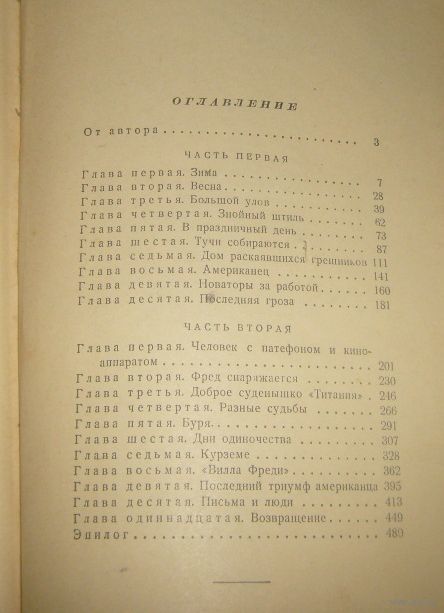 ОГЛАВЛЕНИЕ
От автора . . . . . . . . . . . . . . . . . . . . . . . 3
ЧАСТЬ ПЕРВАЯ
Глава первая. Зима . . . . . . . . . . . . . . . . 7
Глава вторая. Весна . . . . . . . . . . . . . . . . 28
Глава третья. Большой улов . . . . . . . . . . . 39
Глава четвертая. Знойный штиль . . . . . . . . 62
Глава пятая. В праздничный день . . . . . . . . 73
Глава шестая. Тучи собираются . . . . . . . . . 87
Глава седьмая. Дом раскаявшихся грешников 111
Глава восьмая. Американец . . . . . . . . . . . 141
Глава девятая. Новаторы за работой . . . . . . 160
Глава десятая. Последняя гроза . . . . . . . . 181
ЧАСТЬ ВТОРАЯ
Глава первая. Человек с патефоном и кино-
аппаратом . . . . . . . . . . . . . . . . . . . . 201
Глава вторая. Фред снаряжается . . . . . . . . 230
Глава третья. Доброе суденышко «Титания» . 246
Глава четвертая. Разные судьбы . . . . . . . . 266
Глава пятая. Буря. . . . . . . . . . . . . . . . . 291
Глава шестая. Дни одиночества . . . . . . . . 307
Глава седьмая. Курземе . . . . . . . . . . . . . 328
Глава восьмая. «Вилла Фреди» . . . . . . . . . 362
Глава девятая. Последний триумф американца 395
Глава десятая. Письма и люди . . . . . . . . . 413
Глава одиннадцатая. Возвращение . . . . . . 449
Эпилог . . . . . . . . . . . . . . . . . . . . . . . 480